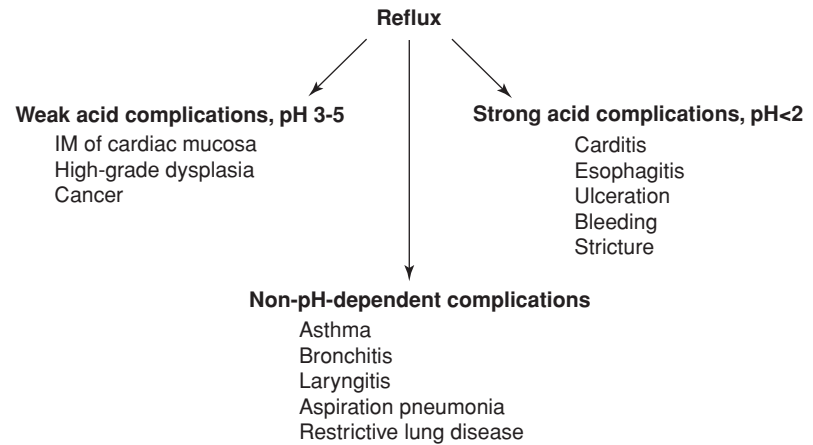 Reflux
Weak acid complications, pH 3-5
IM of cardiac mucosa
High-grade dysplasia
Cancer
Strong acid complications, pH<2
Carditis
Esophagitis
Ulceration
Bleeding
Stricture
Non-pH-dependent complications
Asthma
Bronchitis
Laryngitis
Aspiration pneumonia
Restrictive lung disease